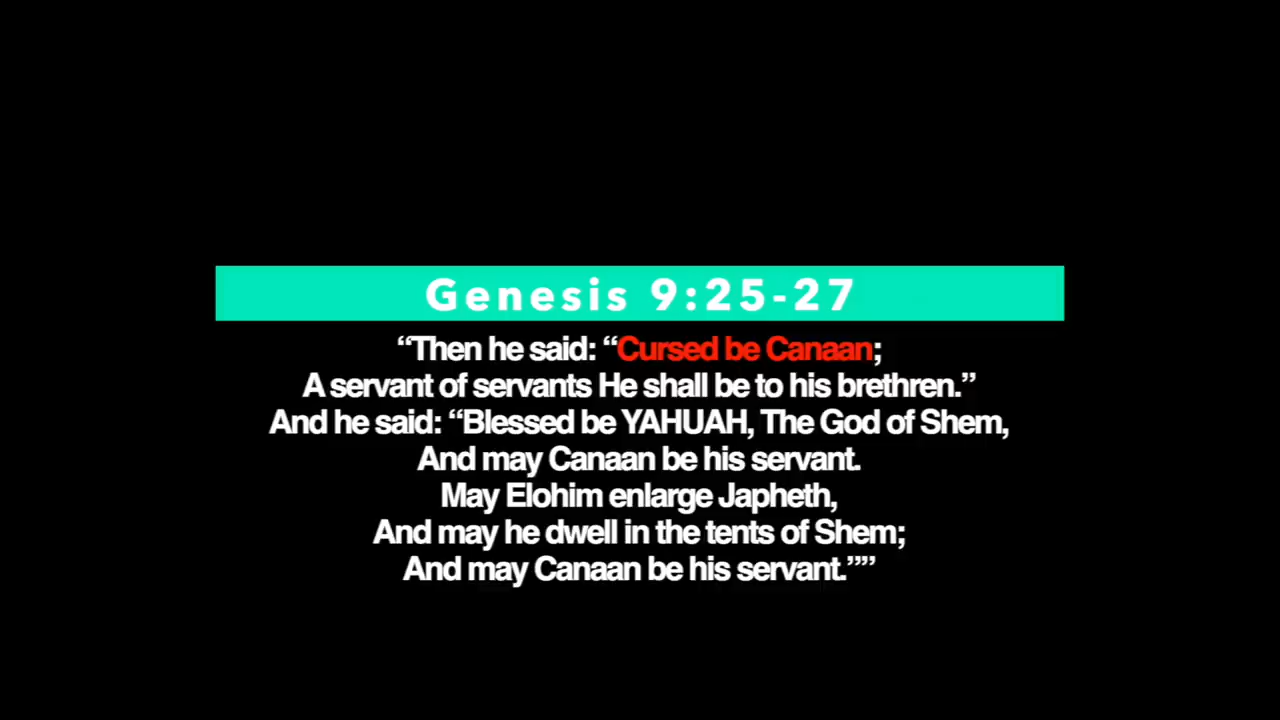 Genesis 9:25-27
“Then he said: “Cursed be Canaan;
A servant of servants He shall be to his brethren.”
And he said: “Blessed be YAHUAH, The God of Shem,
And may Canaan be his servant.
May Elohim enlarge Japheth,
And may he dwell in the tents of Shem;
And may Canaan be his servant.””